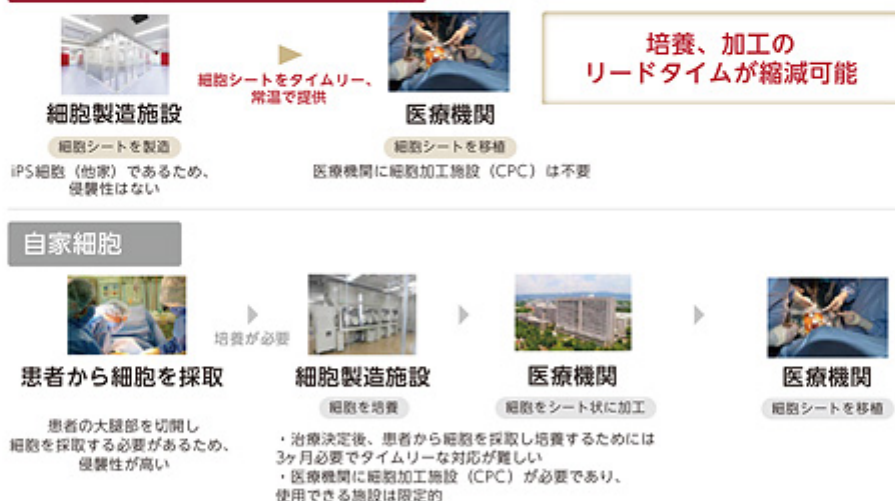 細胞シートをタイムリー、
常温で提供
培養、加工の
リードタイムが縮減可能
細胞製造施設
医療機関
細胞シートを製造
細胞シートを移植
iPS細胞（他家）であるため、
侵襲性はない
医療機関に細胞加工施設（CPC）は不要
自家細胞
培養が必要
患者から細胞を採取
細胞製造施設
医療機関
医療機関
細胞を培養
細胞をシート状に加工
細胞シートを移植
患者の大腿部を切開し
細胞を採取する必要があるため、
侵襲性が高い
・治療決定後、患者から細胞を採取し培養するためには
3ヶ月必要でタイムリーな対応が難しい
・医療機関に細胞加工施設（CPC）が必要であり、
使用できる施設は限定的